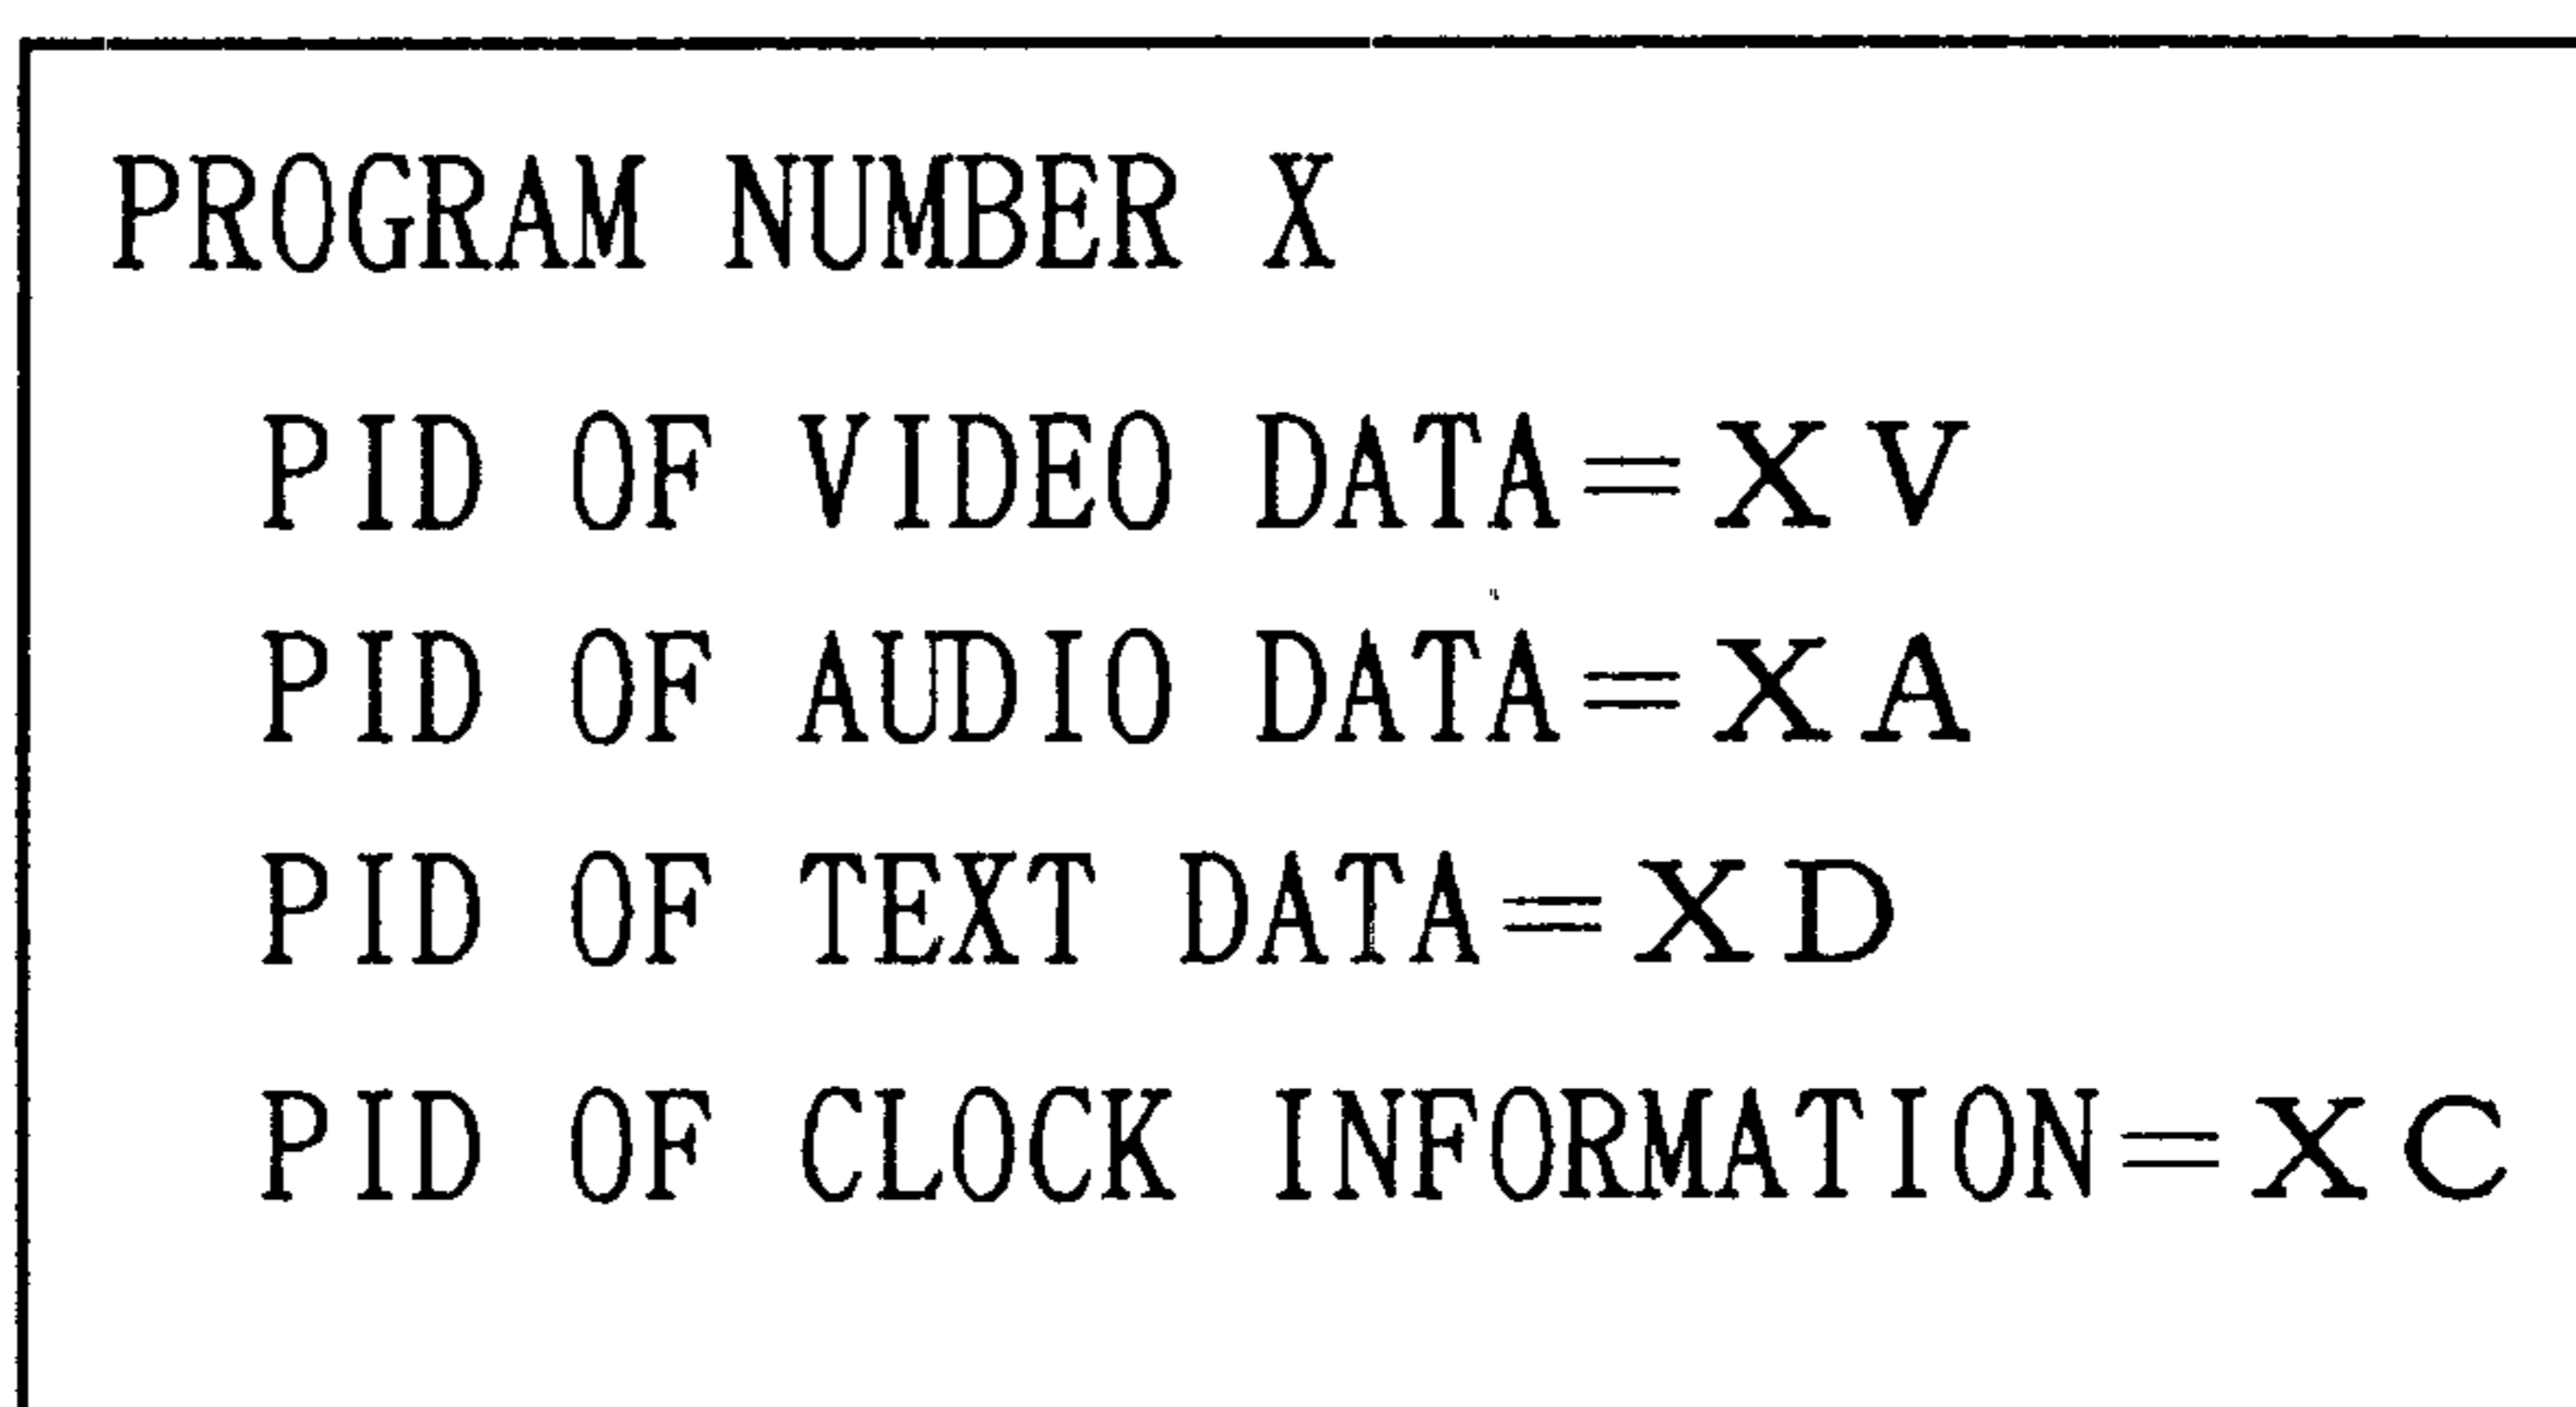 PROGRAM NUMBER X
PID OF VIDEO DATA=XV
PID OF AUDIO DATA=XA
PID OF TEXT DATA=XD
PID OF CLOCK INFORMATION=XC